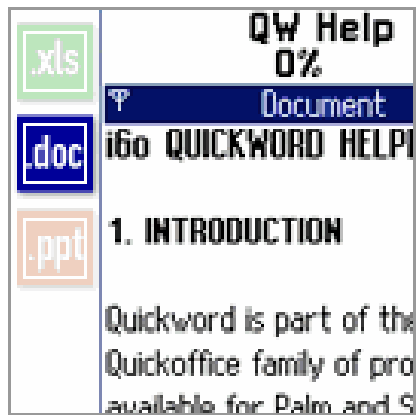 .xls
.doc
.ppt
QW Help
0%
Document
i60 QUICKWORD HELP
1. INTRODUCTION
Quickword is part of the
Quickoffice family of pro
available for Palm and S